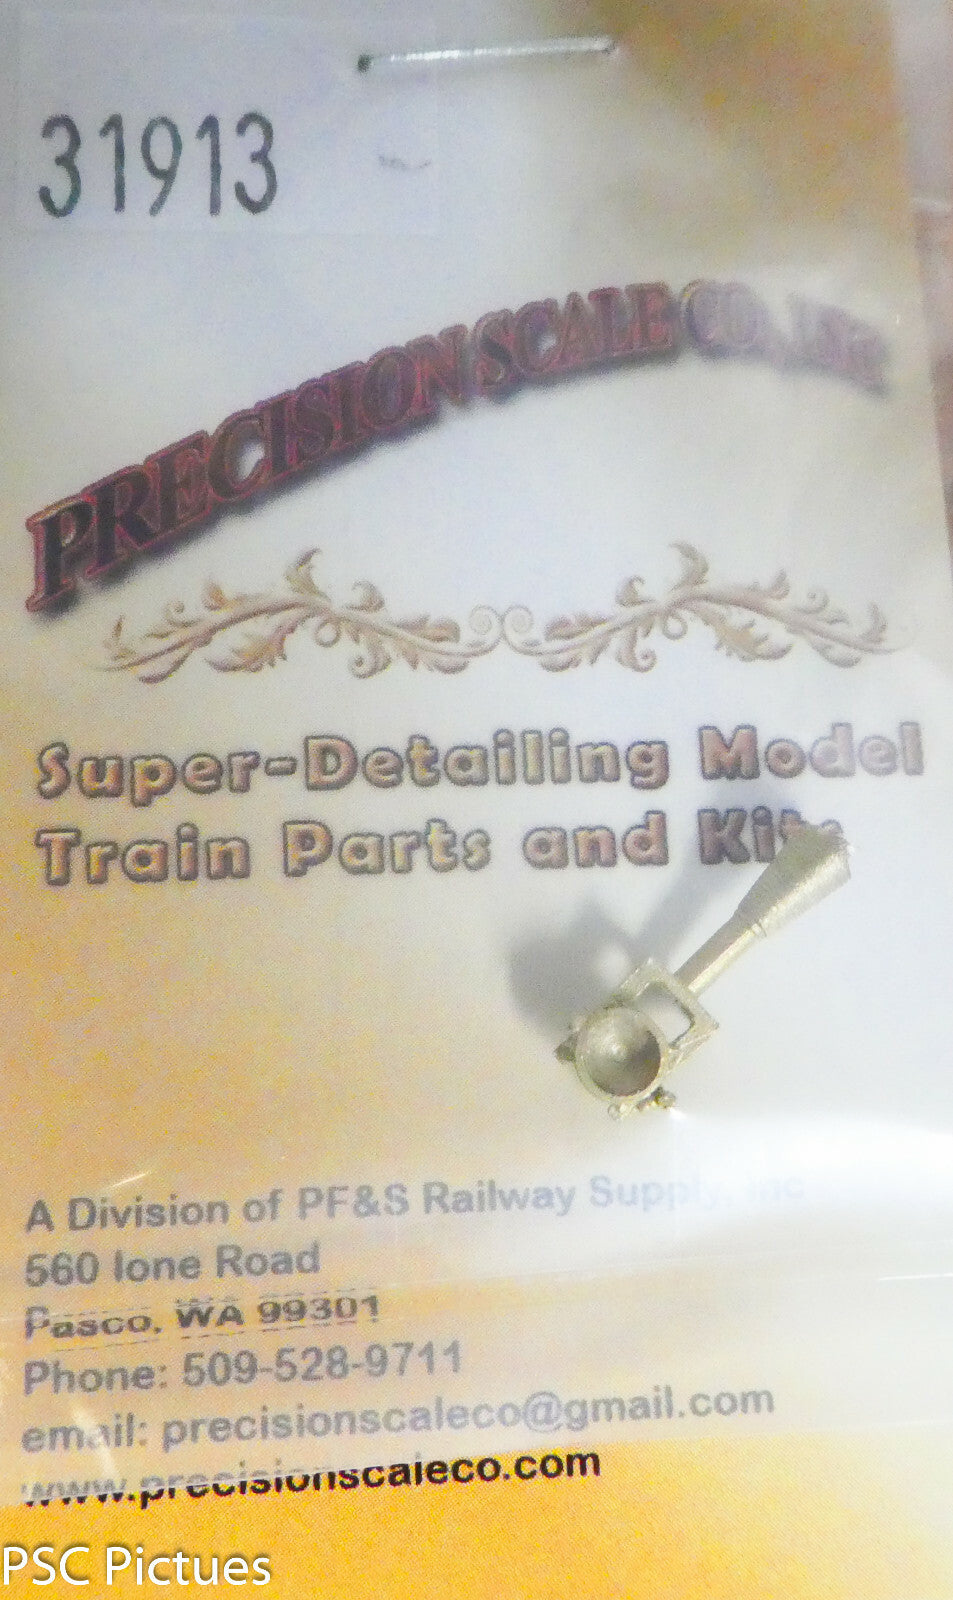 31913
PRECISION SCALE CO., INC.
Super-Detailing Model
Train Parts and Kits
A Division of PF&S Railway Supply, Inc
560 Ione Road
Pasco, WA 99301
Phone: 509-528-9711
email: precisionscaleco@gmail.com
www.precisionscaleco.com
PSC Pictues